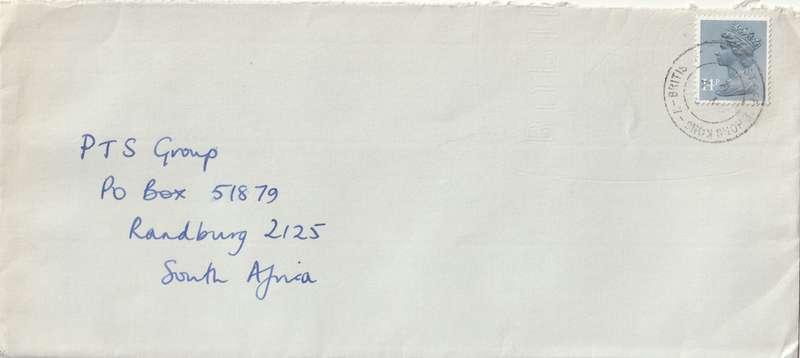 PTS Group
PO Box 51879
Randburg 2125
South Africa